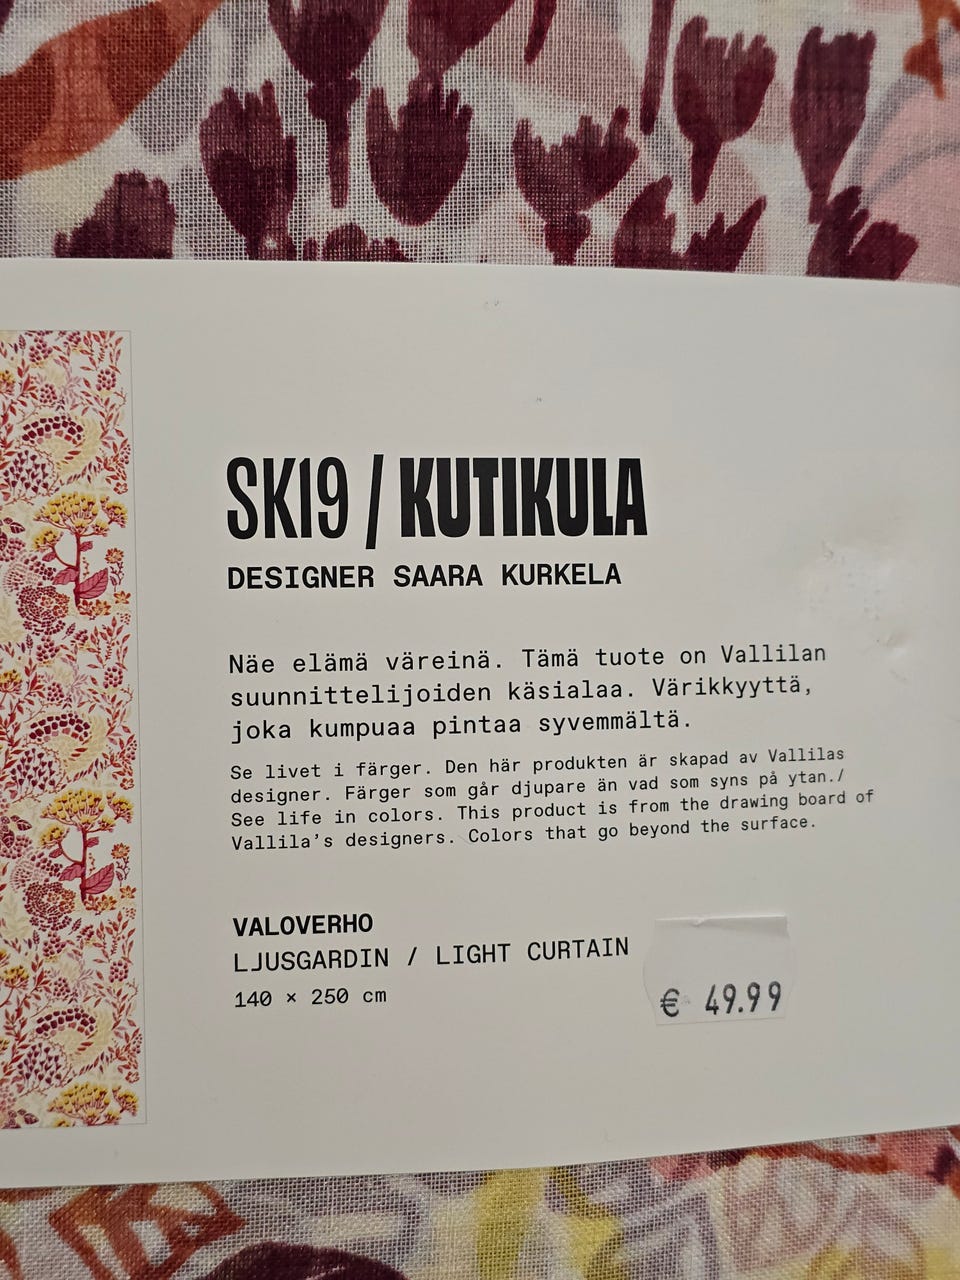 SK19 / KUTIKULA
DESIGNER SAARA KURKELA
Näe elämä väreinä. Tämä tuote on Vallilan
suunnittelijoiden käsialaa. Värikkyyttä,
joka kumpuaa pintaa syvemmältä.
Se livet i färger. Den här produkten är skapad av Vallilas
designer. Färger som går djupare än vad som syns på ytan./
See life in colors. This product is from the drawing board of
Vallila's designers. Colors that go beyond the surface.
VALOVERHO
LJUSGARDIN / LIGHT CURTAIN
140 × 250 cm
€ 49.99